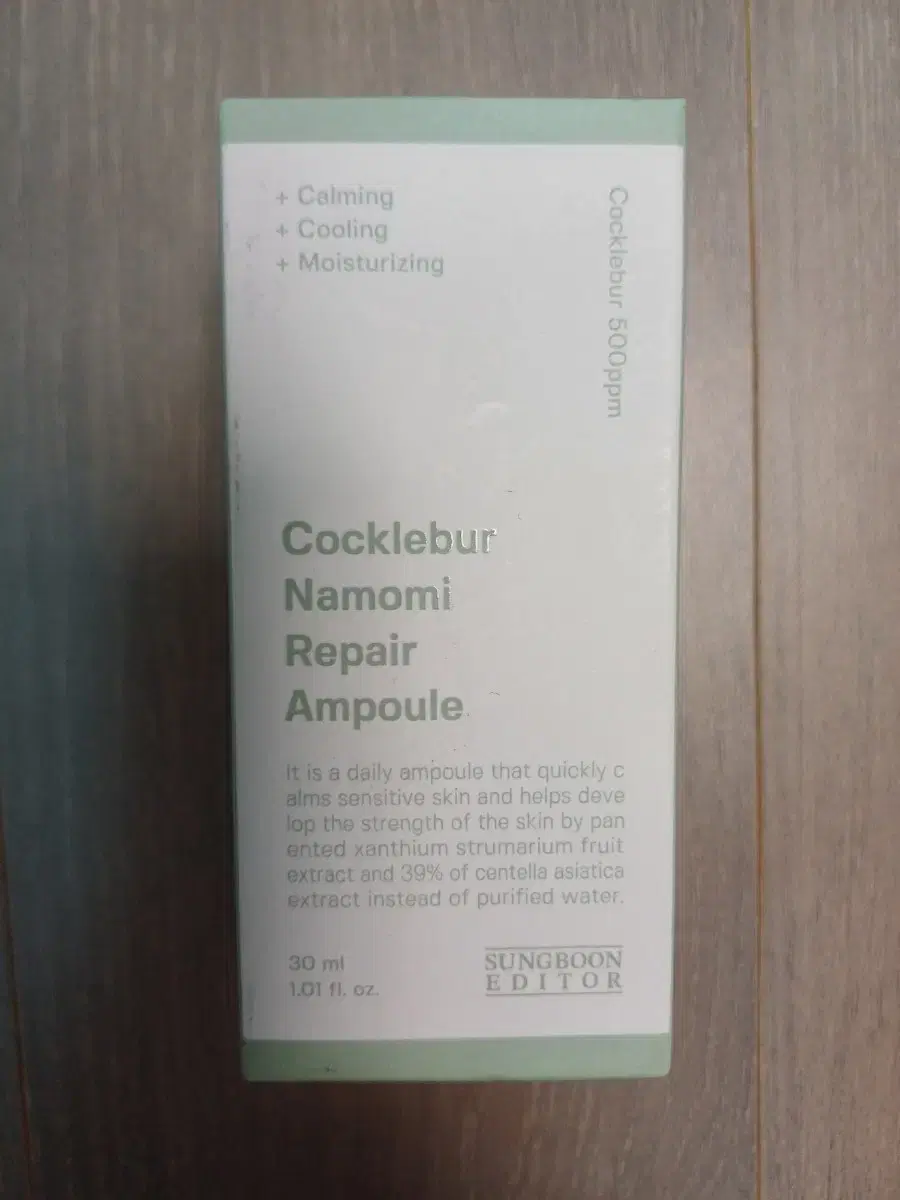 + Calming
+ Cooling
+ Moisturizing
Cocklebur 500ppm
Cocklebur
Namomi
Repair
Ampoule
It is a daily ampoule that quickly c
alms sensitive skin and helps deve
lop the strength of the skin by pan
ented xanthium strumarium fruit
extract and 39% of centella asiatica
extract instead of purified water.
30 ml
1.01 fl. oz.
SUNGBOON
EDITOR